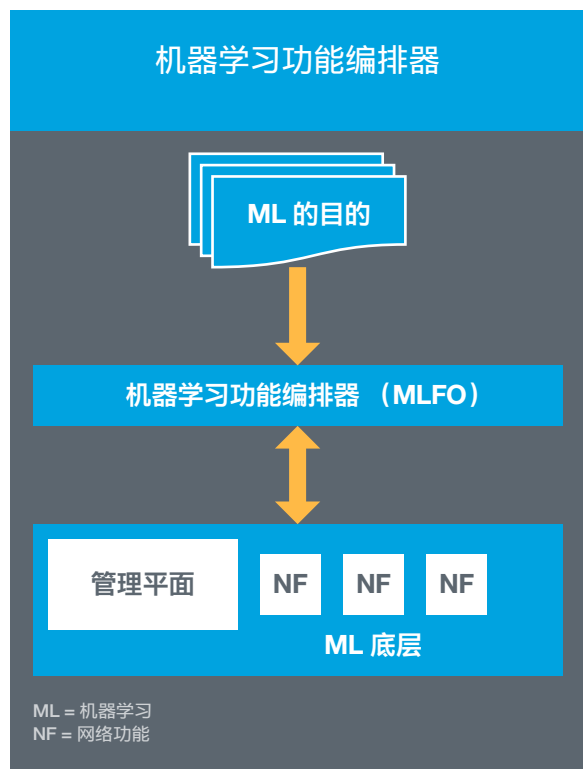 机器学习功能编排器
ML 的目的
机器学习功能编排器 （MLFO）
管理平面
NF
NF
NF
ML 底层
ML = 机器学习
NF = 网络功能